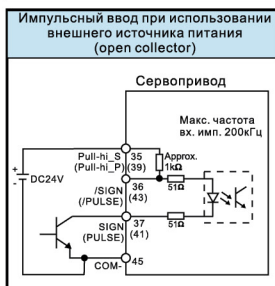 Импульсный ввод при использовании
внешнего источника питания
(open collector)
Сервопривод
Макс. частота
вх. имп. 200кГц
Pull-hi_S 35
(Pull-hi_P) (39)
Approx.
1kΩ
+
-
DC24V
/SIGN 36
(/PULSE) (43)
51Ω
SIGN 37
(PULSE) (41)
51Ω
COM- 45